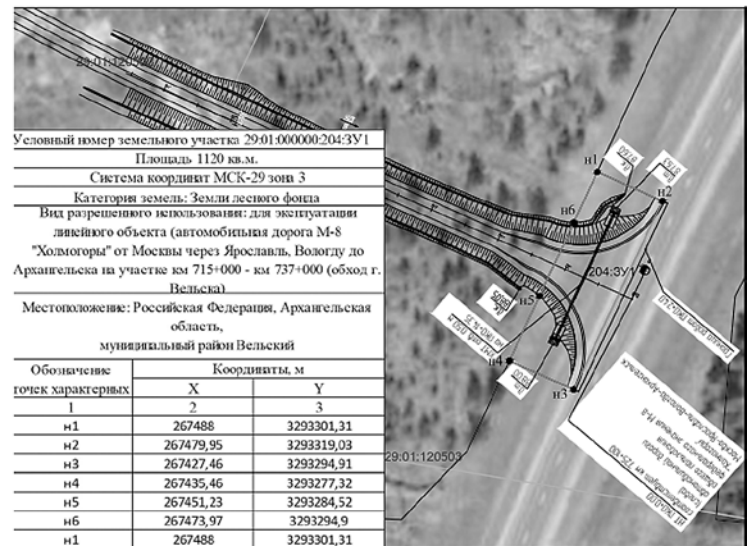 29:01:120507
Условный номер земельного участка 29:01:000000:204:ЗУ1
Площадь 1120 кв.м.
Система координат МСК-29 зона 3
Категория земель: Земли лесного фонда
Вид разрешенного использования: для эксплуатации
линейного объекта (автомобильная дорога М-8
"Холмогоры" от Москвы через Ярославль, Вологду до
Архангельска на участке км 715+000 - км 737+000 (обход г.
Вельска)
Местоположение: Российская Федерация, Архангельская
область,
муниципальный район Вельский
Обозначение точек характерных | Координаты, м
X | Y
1 | 2 | 3
н1 | 267488 | 3293301,31
н2 | 267479,95 | 3293319,03
н3 | 267427,46 | 3293294,91
н4 | 267435,46 | 3293277,32
н5 | 267451,23 | 3293284,52
н6 | 267473,97 | 3293294,9
н1 | 267488 | 3293301,31
н1
н2
н6
204:ЗУ1
н5
н4
н3
29:01:120503